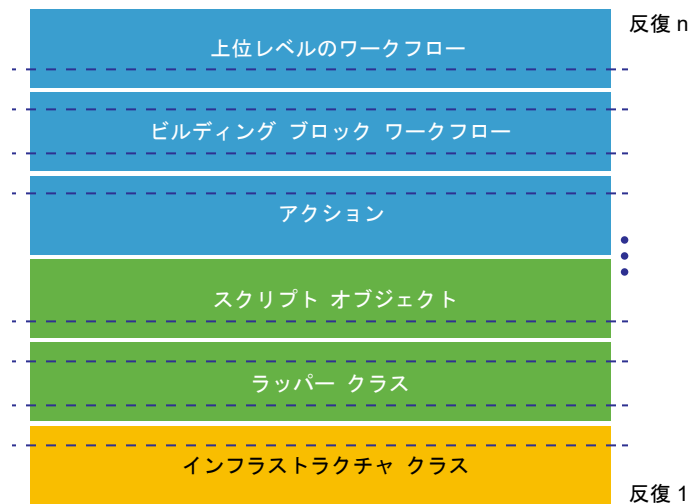 反復 n
上位レベルのワークフロー
ビルディング ブロック ワークフロー
アクション
スクリプト オブジェクト
ラッパー クラス
インフラストラクチャ クラス
反復 1